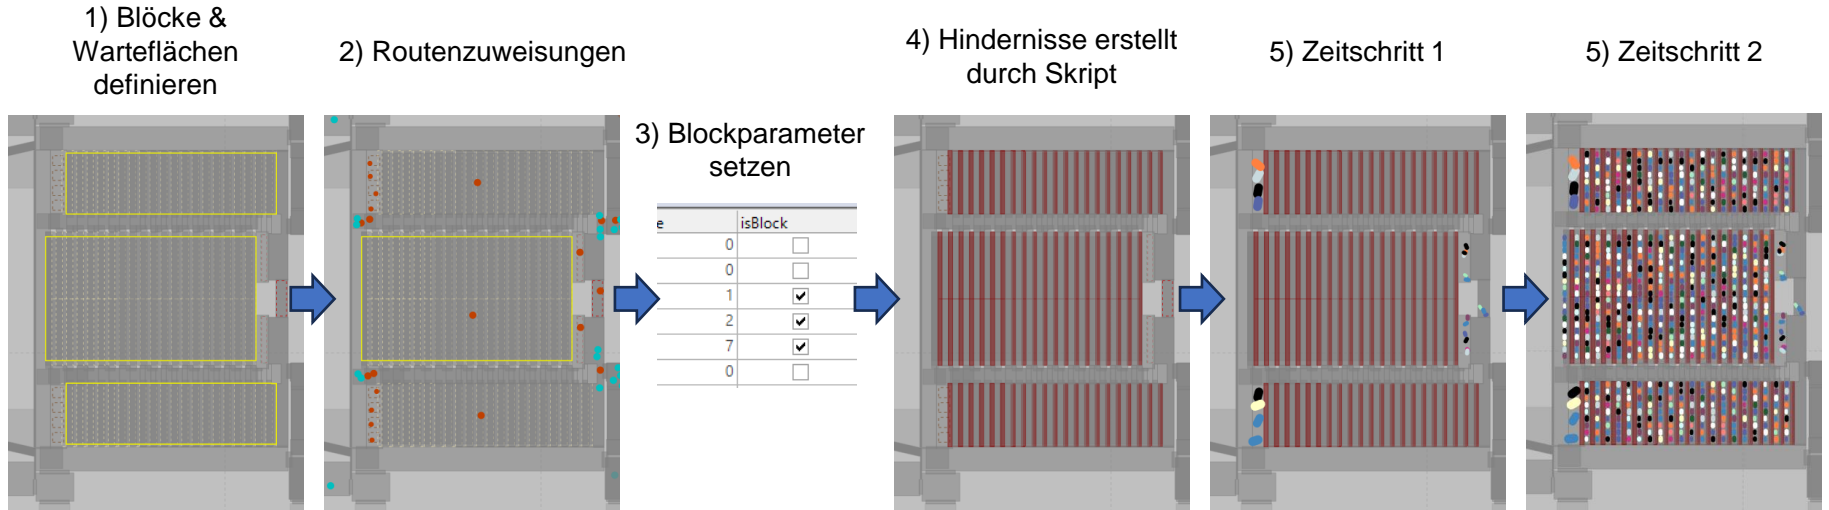 1) Blöcke &
Warteflächen
definieren
2) Routenzuweisungen
3) Blockparameter
setzen
e isBlock
0
0
1
2
7
0
4) Hindernisse erstellt
durch Skript
5) Zeitschritt 1
5) Zeitschritt 2